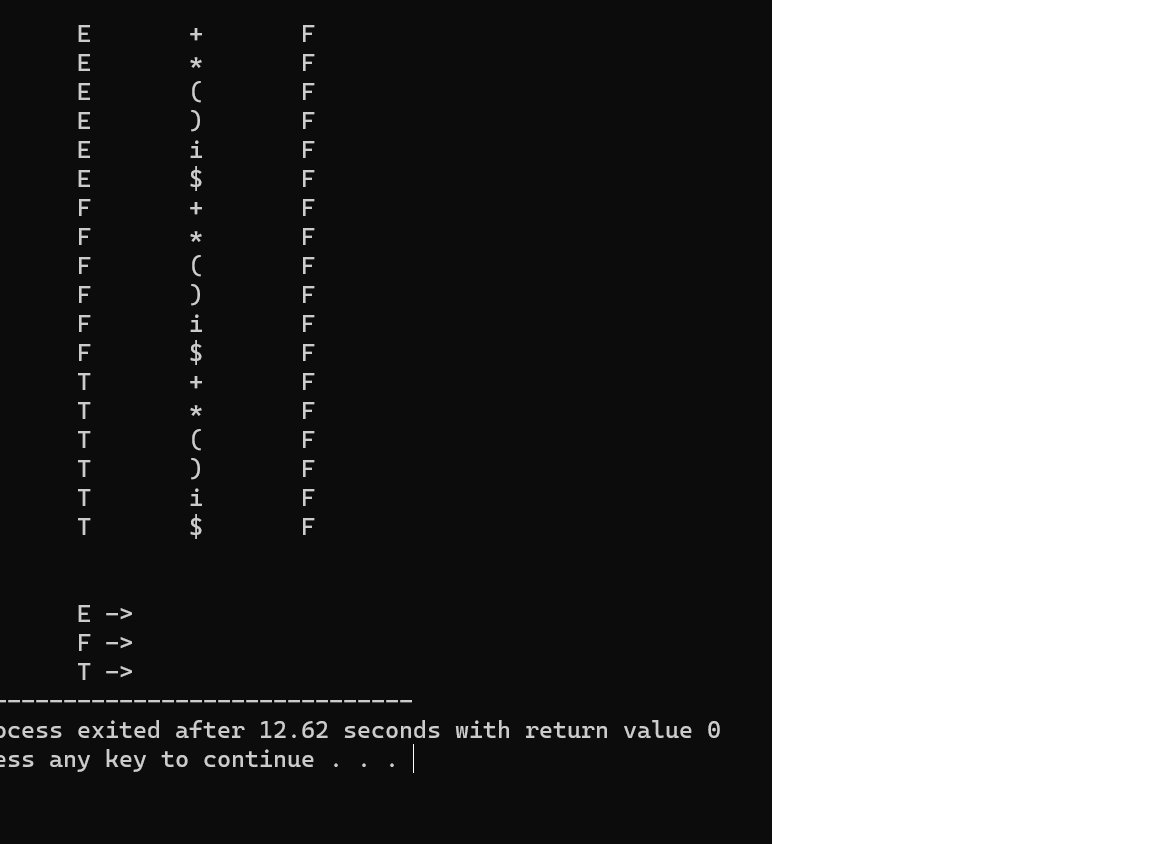 E + F
E * F
E ( F
E ) F
E i F
E $ F
F + F
F * F
F ( F
F ) F
F i F
F $ F
T + F
T * F
T ( F
T ) F
T i F
T $ F
E ->
F ->
T ->
------------------------------
ocess exited after 12.62 seconds with return value 0
ess any key to continue . . .